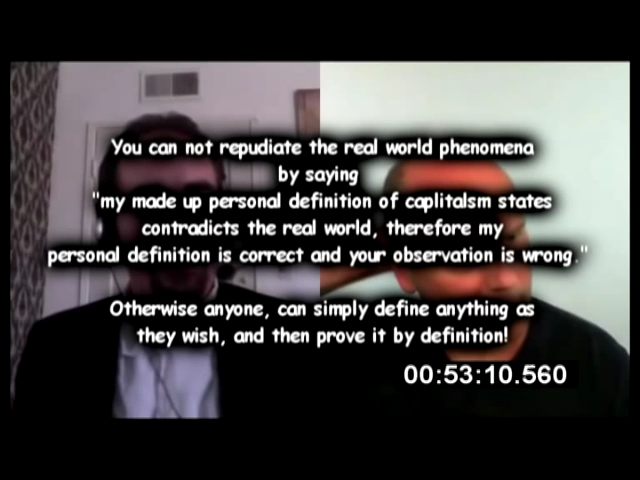 You can not repudiate the real world phenomena
by saying
"my made up personal definition of caplitalsm states
contradicts the real world, therefore my
personal definition is correct and your observation is wrong."
Otherwise anyone, can simply define anything as
they wish, and then prove it by definition!
00:53:10.560